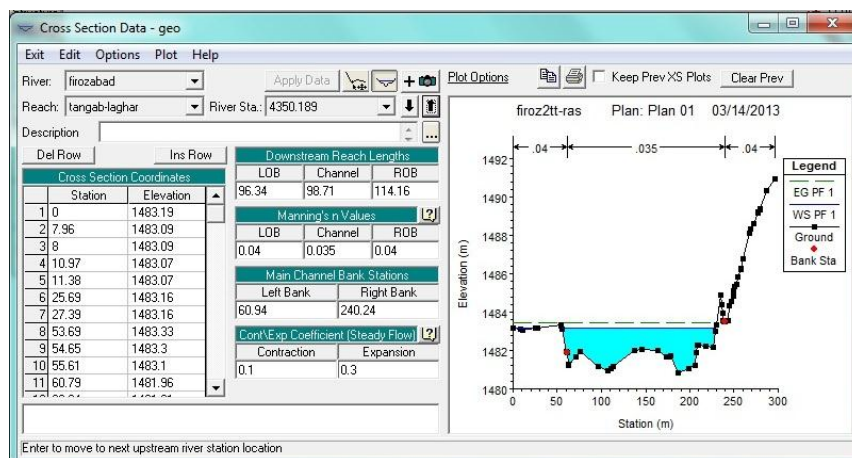 Cross Section Data - geo
Exit Edit Options Plot Help
River: firozabad Apply Data
Reach: tangab-laghar River Sta.: 4350.189
Description ...
Del Row Ins Row
Cross Section Coordinates
Station Elevation
1 0 1483.19
2 7.96 1483.09
3 8 1483.09
4 10.97 1483.07
5 11.38 1483.07
6 25.69 1483.16
7 27.39 1483.16
8 53.69 1483.33
9 54.65 1483.3
10 55.61 1483.1
11 60.79 1481.96
Downstream Reach Lengths
LOB Channel ROB
96.34 98.71 114.16
Manning's n Values
LOB Channel ROB
0.04 0.035 0.04
Main Channel Bank Stations
Left Bank Right Bank
60.94 240.24
Cont\Exp Coefficient (Steady Flow)
Contraction Expansion
0.1 0.3
Plot Options Keep Prev XS Plots Clear Prev
firoz2tt-ras Plan: Plan 01 03/14/2013
.04 .035 .04
1492
1490
1488
1486
1484
1482
1480
Elevation (m)
0 50 100 150 200 250 300
Station (m)
Legend
EG PF 1
WS PF 1
Ground
Bank Sta
Enter to move to next upstream river station location